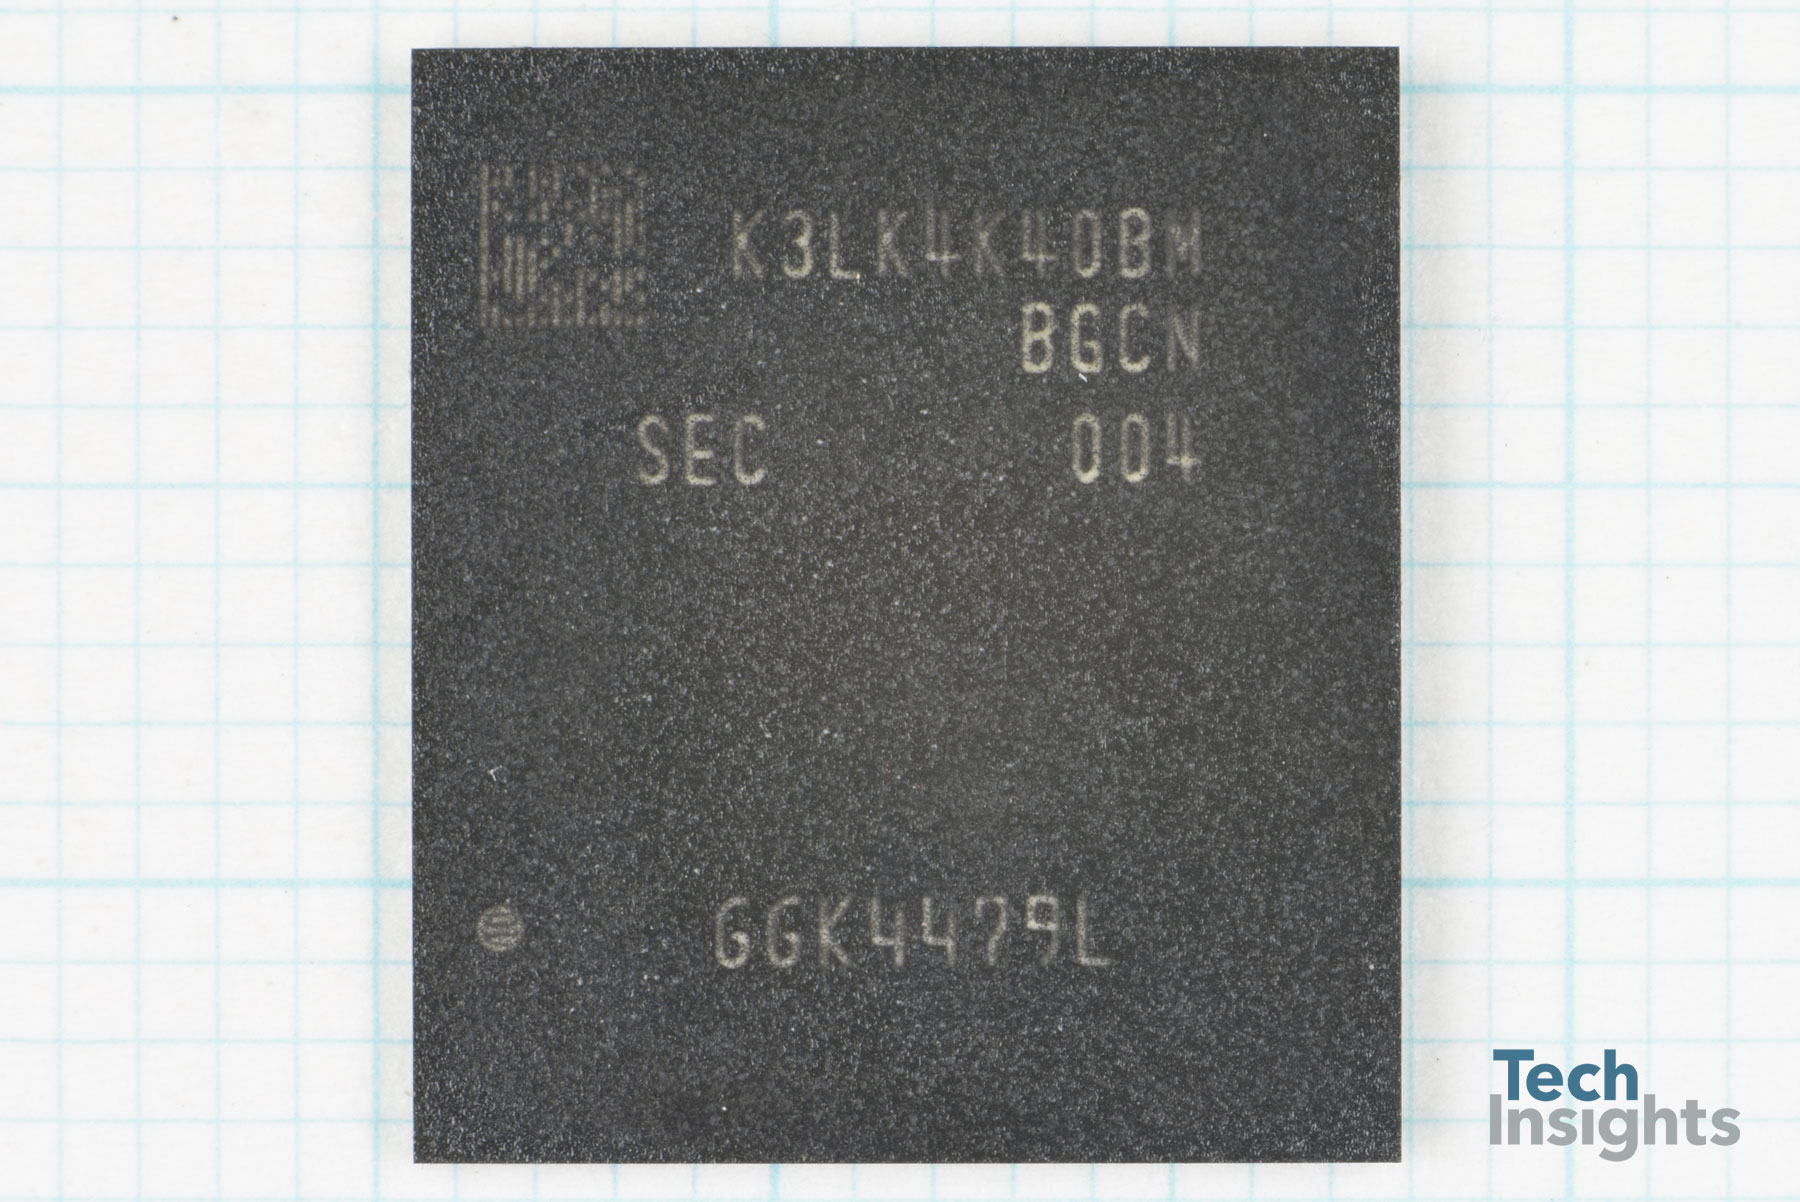 K3LK4K40BM
BGCN
SEC 004
GGK4479L
Tech
Insights